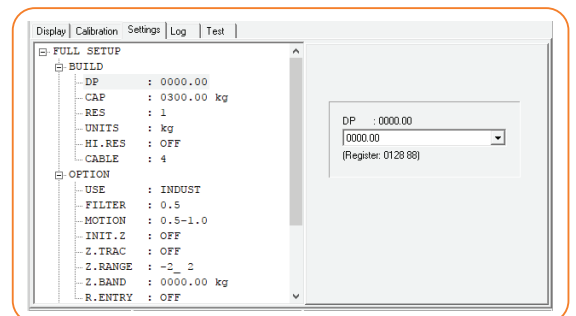 Display Calibration Settings Log Test
FULL SETUP
BUILD
DP : 0000.00
CAP : 0300.00 kg
RES : 1
UNITS : kg
HI.RES : OFF
CABLE : 4
OPTION
USE : INDUST
FILTER : 0.5
MOTION : 0.5-1.0
INIT.Z : OFF
Z.TRAC : OFF
Z.RANGE : -2_ 2
Z.BAND : 0000.00 kg
R.ENTRY : OFF
DP : 0000.00
0000.00
(Register: 0128 88)